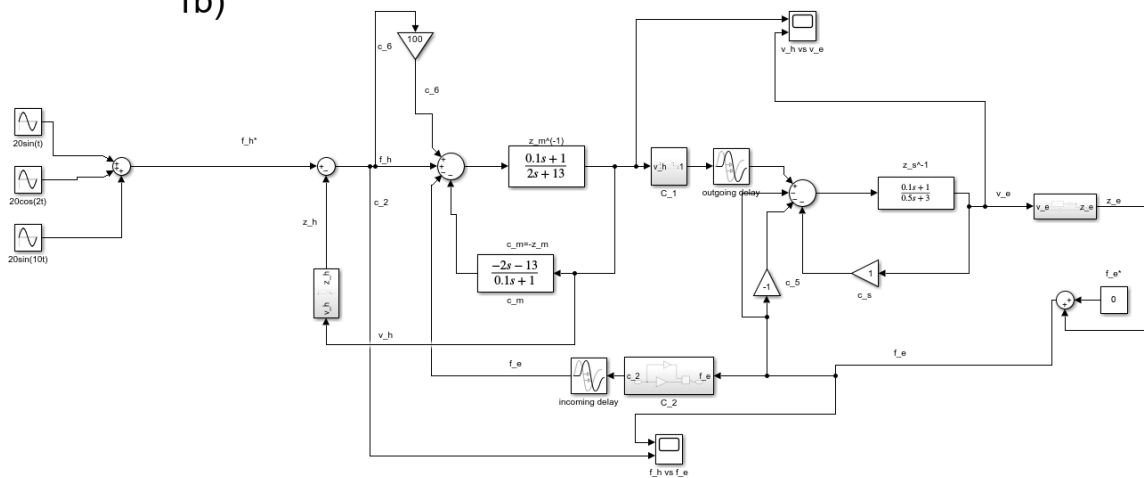 1b)
100
c_6
v_h vs v_e
c_6
20sin(t)
f_h*
z_m^(-1)
0.1s + 1
2s + 13
f_h
v_h
C_1
outgoing delay
z_s^-1
0.1s + 1
0.5s + 3
20cos(2t)
c_2
v_e
v_e
z_e
z_e
20sin(10t)
z_h
c_m=-z_m
-2s - 13
0.1s + 1
c_m
-1
c_5
1
c_s
f_e*
0
v_h
z_h
v_h
f_e
f_e
incoming delay
c_2
f_e
C_2
f_h vs f_e